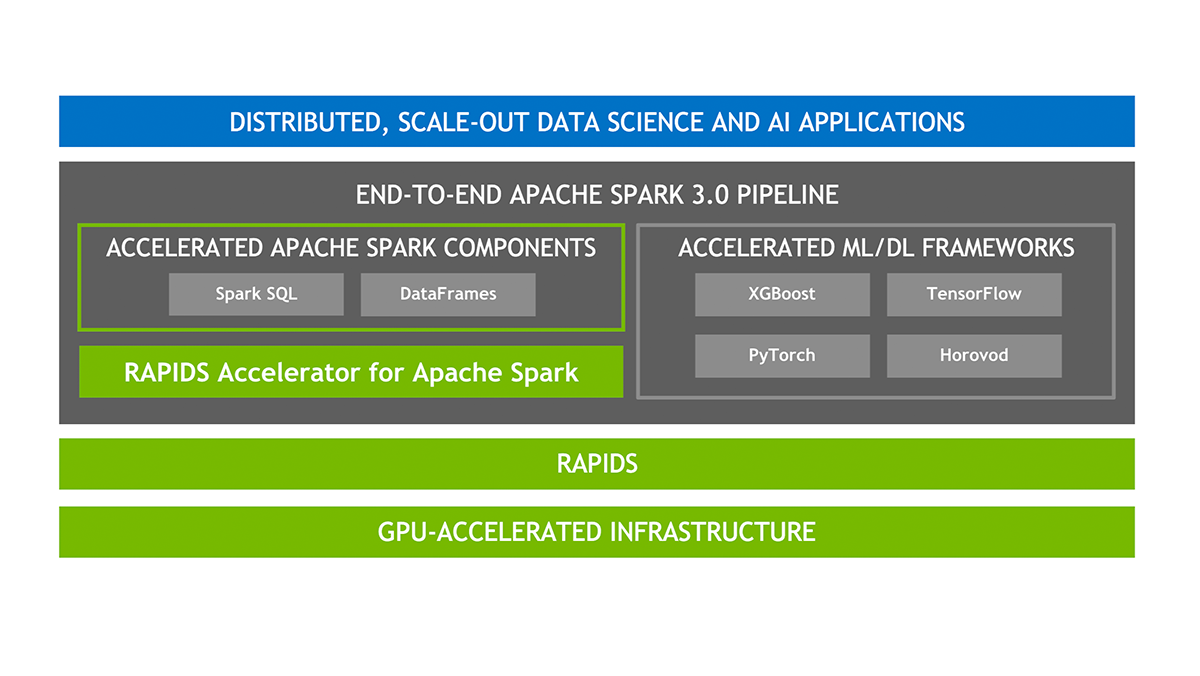 DISTRIBUTED, SCALE-OUT DATA SCIENCE AND AI APPLICATIONS
END-TO-END APACHE SPARK 3.0 PIPELINE
ACCELERATED APACHE SPARK COMPONENTS
Spark SQL
DataFrames
RAPIDS Accelerator for Apache Spark
ACCELERATED ML/DL FRAMEWORKS
XGBoost
TensorFlow
PyTorch
Horovod
RAPIDS
GPU-ACCELERATED INFRASTRUCTURE